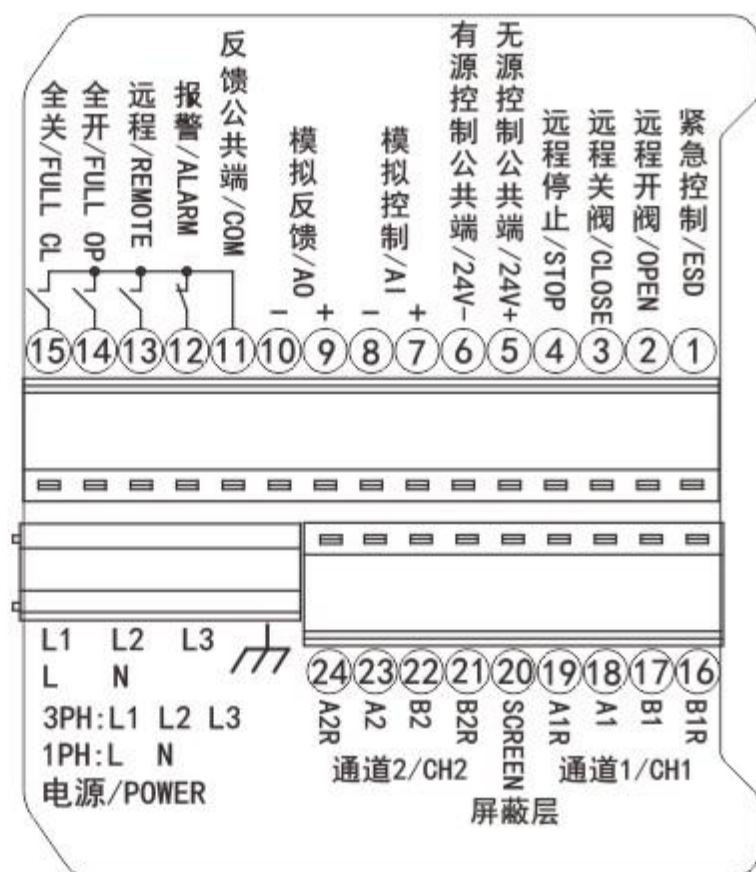 全关/FULL CL
全开/FULL OP
远程/REMOTE
报警/ALARM
反馈公共端/COM
模拟反馈/AO
- +
模拟控制/AI
- +
有源控制公共端/24V-
无源控制公共端/24V+
远程停止/STOP
远程关阀/CLOSE
远程开阀/OPEN
紧急控制/ESD
15 14 13 12 11 10 9 8 7 6 5 4 3 2 1
L1 L2 L3
L N
3PH:L1 L2 L3
1PH:L N
电源/POWER
24 23 22 21 20 19 18 17 16
A2R
A2
B2
B2R
SCREEN
A1R
A1
B1
B1R
通道2/CH2
通道1/CH1
屏蔽层